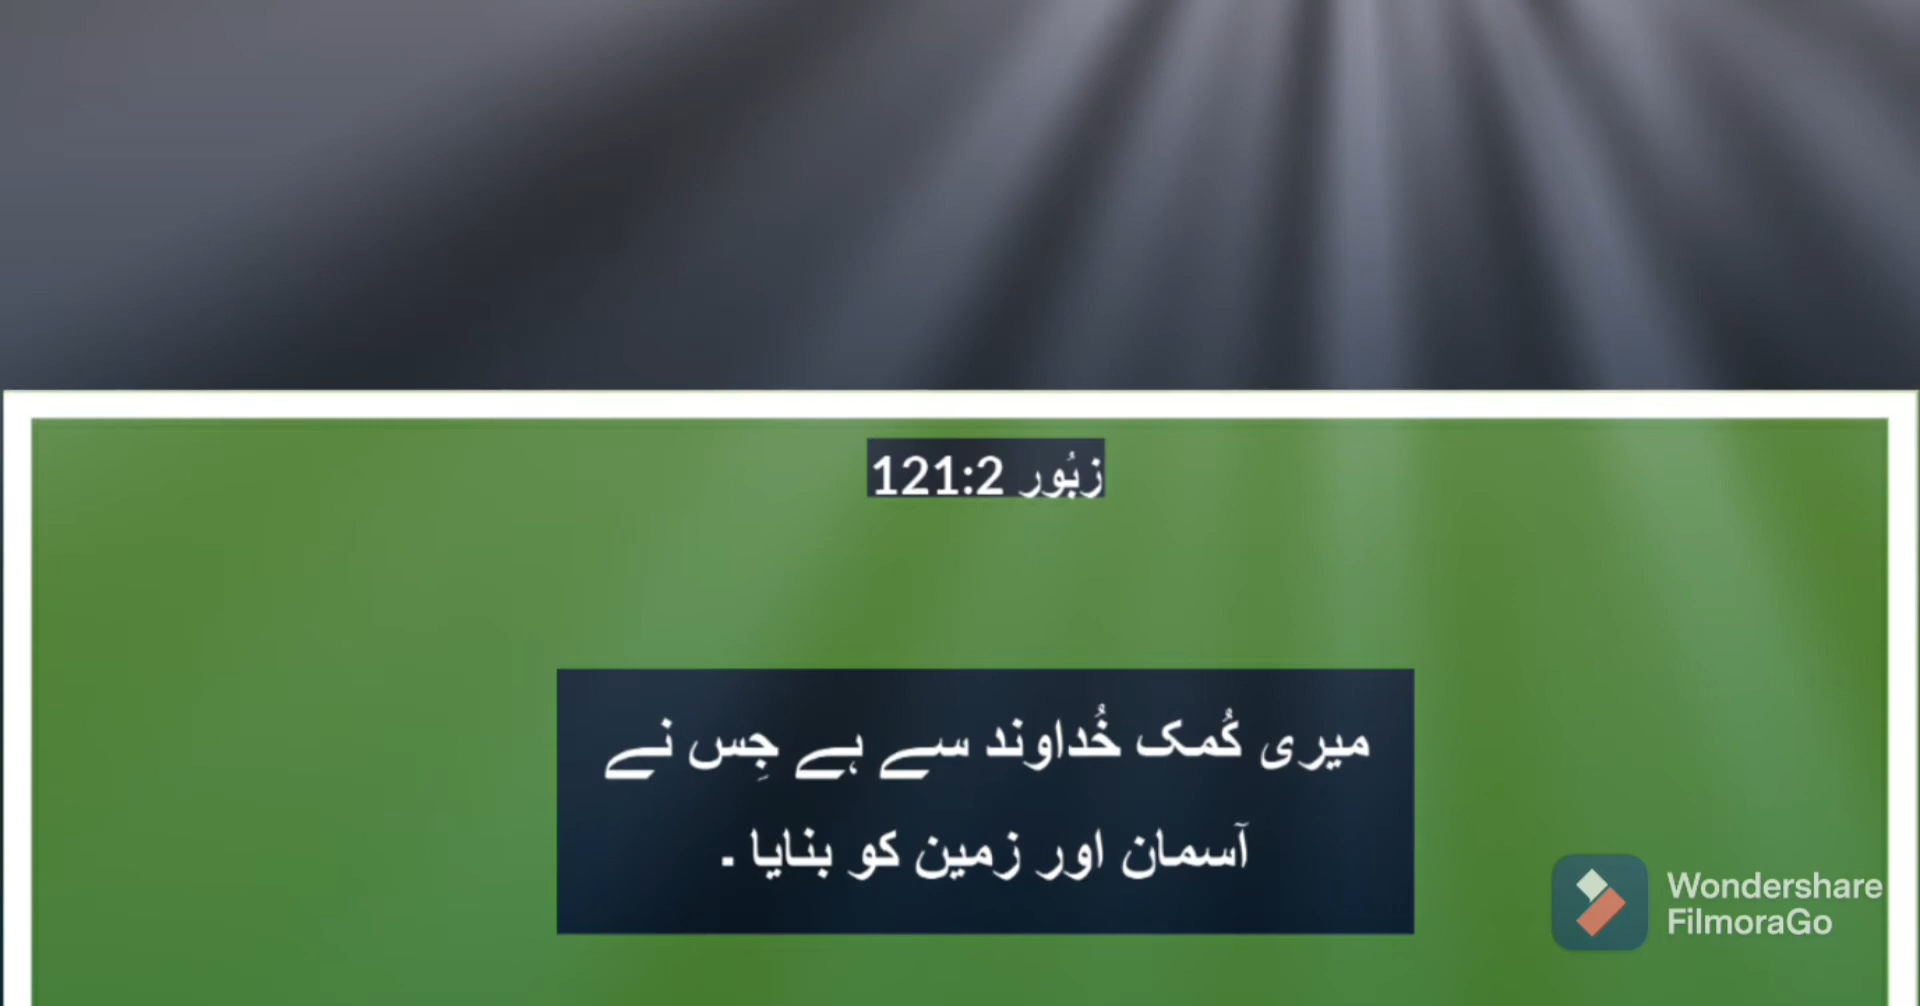 زبُور 121:2
میری کُمک خُداوند سے ہے جِس نے
آسمان اور زمین کو بنایا ۔
Wondershare
FilmoraGo